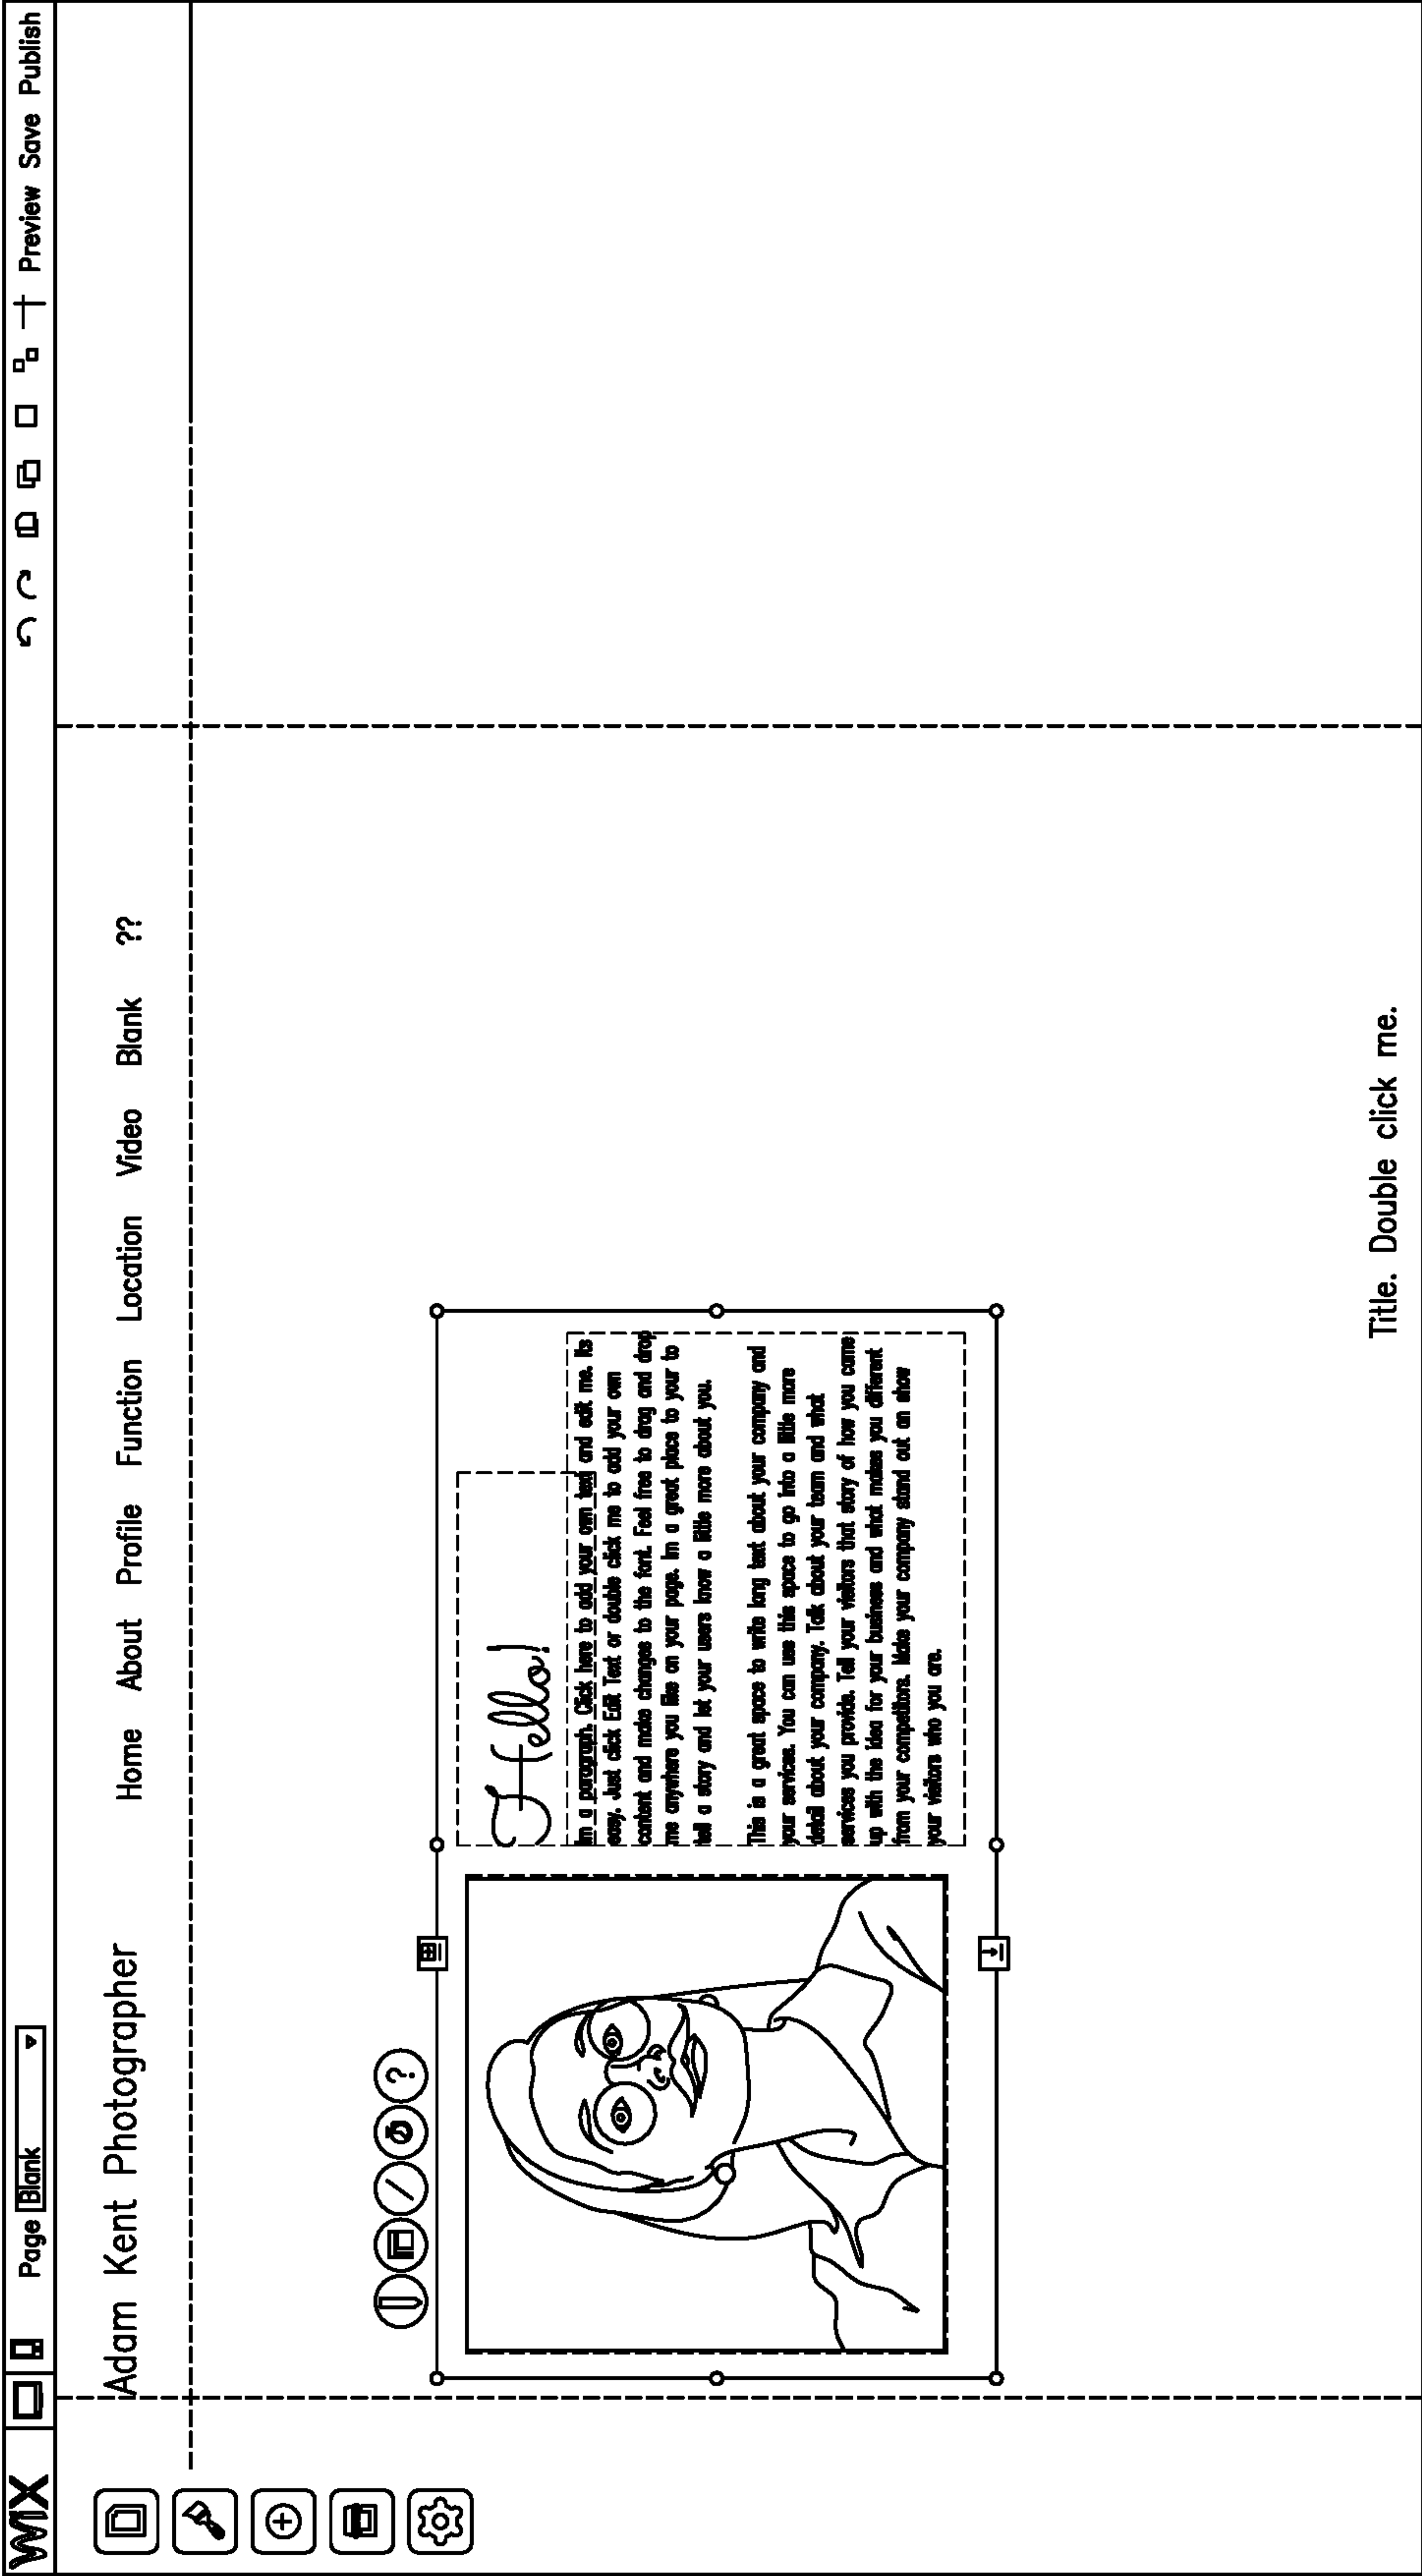 WIX Page Blank Preview Save Publish
Adam Kent Photographer Home About Profile Function Location Video Blank ??
?
Hello!
Im a paragraph. Click here to add your own text and edit me. Its
easy. Just click Edit Text or double click me to add your own
content and make changes to the font. Feel free to drag and drop
me anywhere you like on your page. Im a great place to your to
tell a story and let your users know a little more about you.
This is a great space to write long text about your company and
your services. You can use this space to go into a little more
detail about your company. Talk about your team and what
services you provide. Tell your visitors that story of how you came
up with the idea for your business and what makes you different
from your competitors. Make your company stand out an show
your visitors who you are.
Title. Double click me.